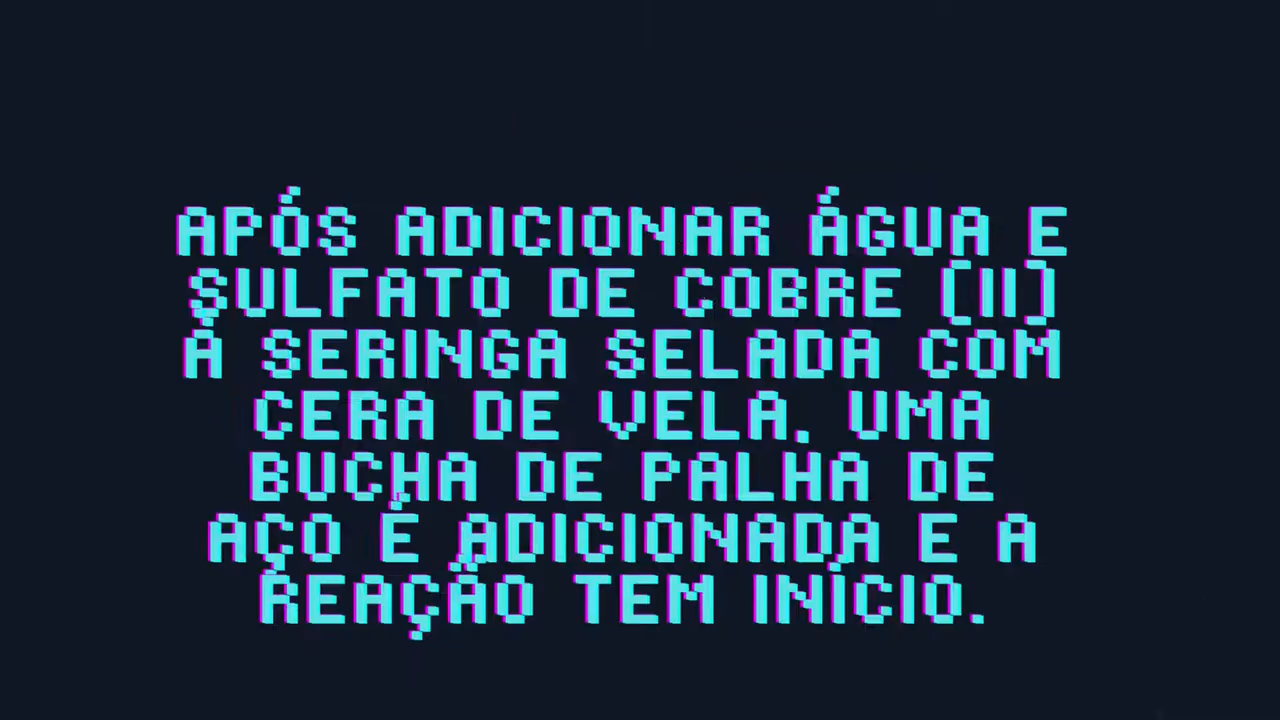 APÓS ADICIONAR ÁGUA E
SULFATO DE COBRE (II)
À SERINGA SELADA COM
CERA DE VELA, UMA
BUCHA DE PALHA DE
AÇO É ADICIONADA E A
REAÇÃO TEM INÍCIO.